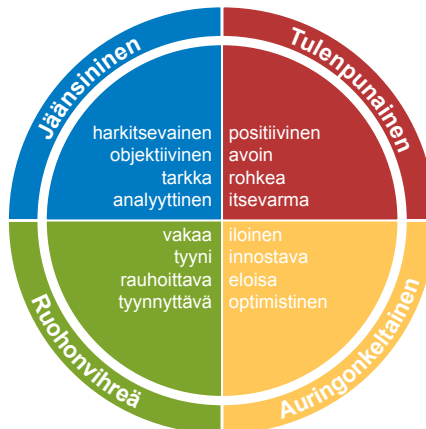 Jäänsininen
Tulenpunainen
harkitsevainen
objektiivinen
tarkka
analyyttinen
positiivinen
avoin
rohkea
itsevarma
vakaa
tyyni
rauhoittava
tyynnyttävä
iloinen
innostava
eloisa
optimistinen
Ruohonvihreä
Auringonkeltainen